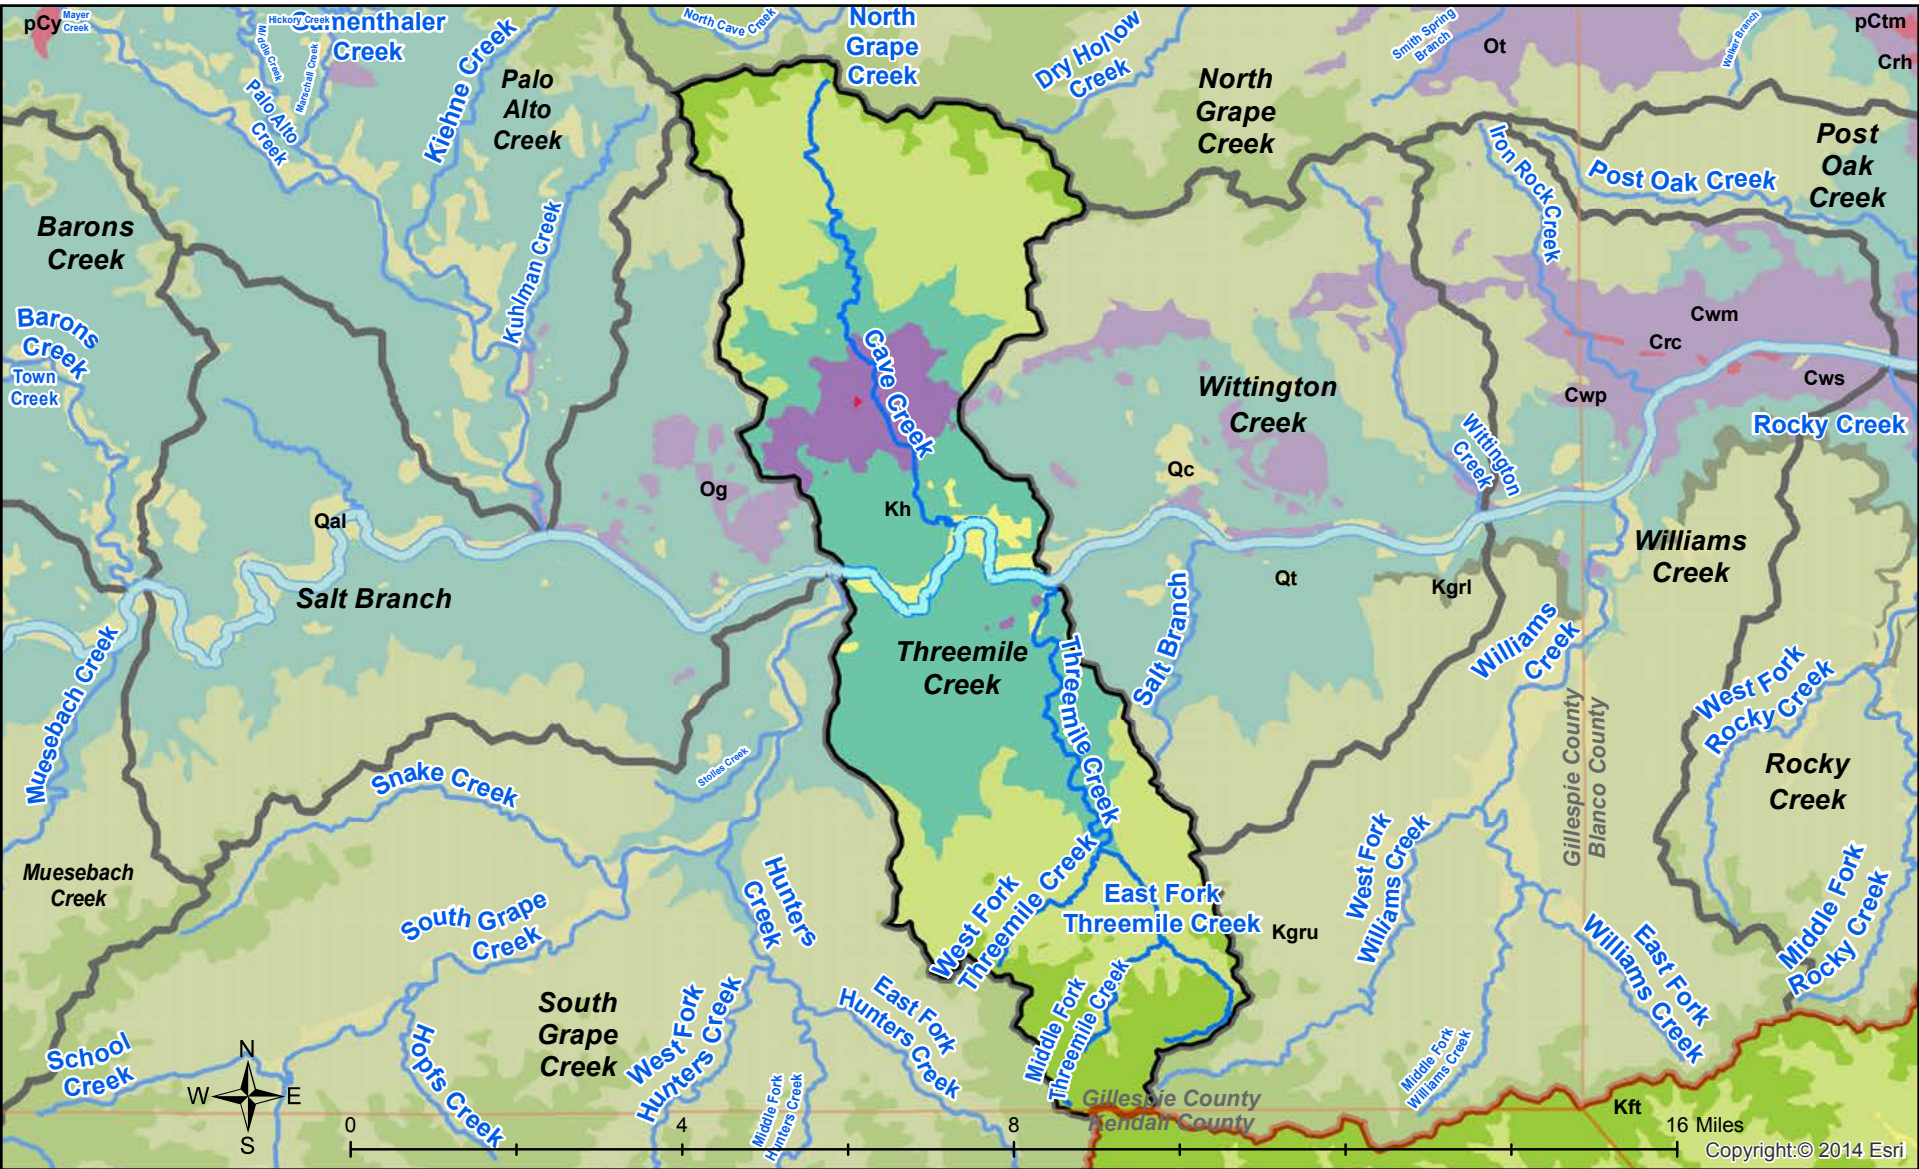 pCy
Mayer
Creek
Hickory Creek
Middle Creek
Camenthaler
Creek
Marschall Creek
Palo Alto
Creek
Kiehne Creek
Palo
Alto
Creek
North Cave Creek
North
Grape
Creek
Dry Hollow
Creek
North
Grape
Creek
Smith Spring
Branch
Ot
Walker Branch
pCtm
Crh
Post
Oak
Creek
Iron Rock Creek
Post Oak Creek
Barons
Creek
Kuhlman Creek
Barons
Creek
Town
Creek
Cave Creek
Wittington
Creek
Cwm
Crc
Cws
Cwp
Rocky Creek
Wittington
Creek
Qc
Og
Kh
Qal
Salt Branch
Qt
Kgrl
Williams
Creek
Threemile
Creek
Threemile Creek
Salt Branch
Williams
Creek
Muesebach Creek
Gillespie County
Blanco County
West Fork
Rocky Creek
Rocky
Creek
Stolles Creek
Snake Creek
Muesebach
Creek
Hunters
Creek
West Fork
Threemile Creek
East Fork
Threemile Creek
Kgru
West Fork
Williams Creek
East Fork
Williams Creek
Middle Fork
Rocky Creek
South Grape
Creek
South
Grape
Creek
West Fork
Hunters Creek
East Fork
Hunters Creek
Middle Fork
Threemile Creek
Middle Fork
Williams Creek
School
Creek
Hopfs Creek
Middle Fork
Hunters Creek
Gillespie County
Kendall County
Kft
N
W E
S
0 4 8 16 Miles
Copyright:© 2014 Esri